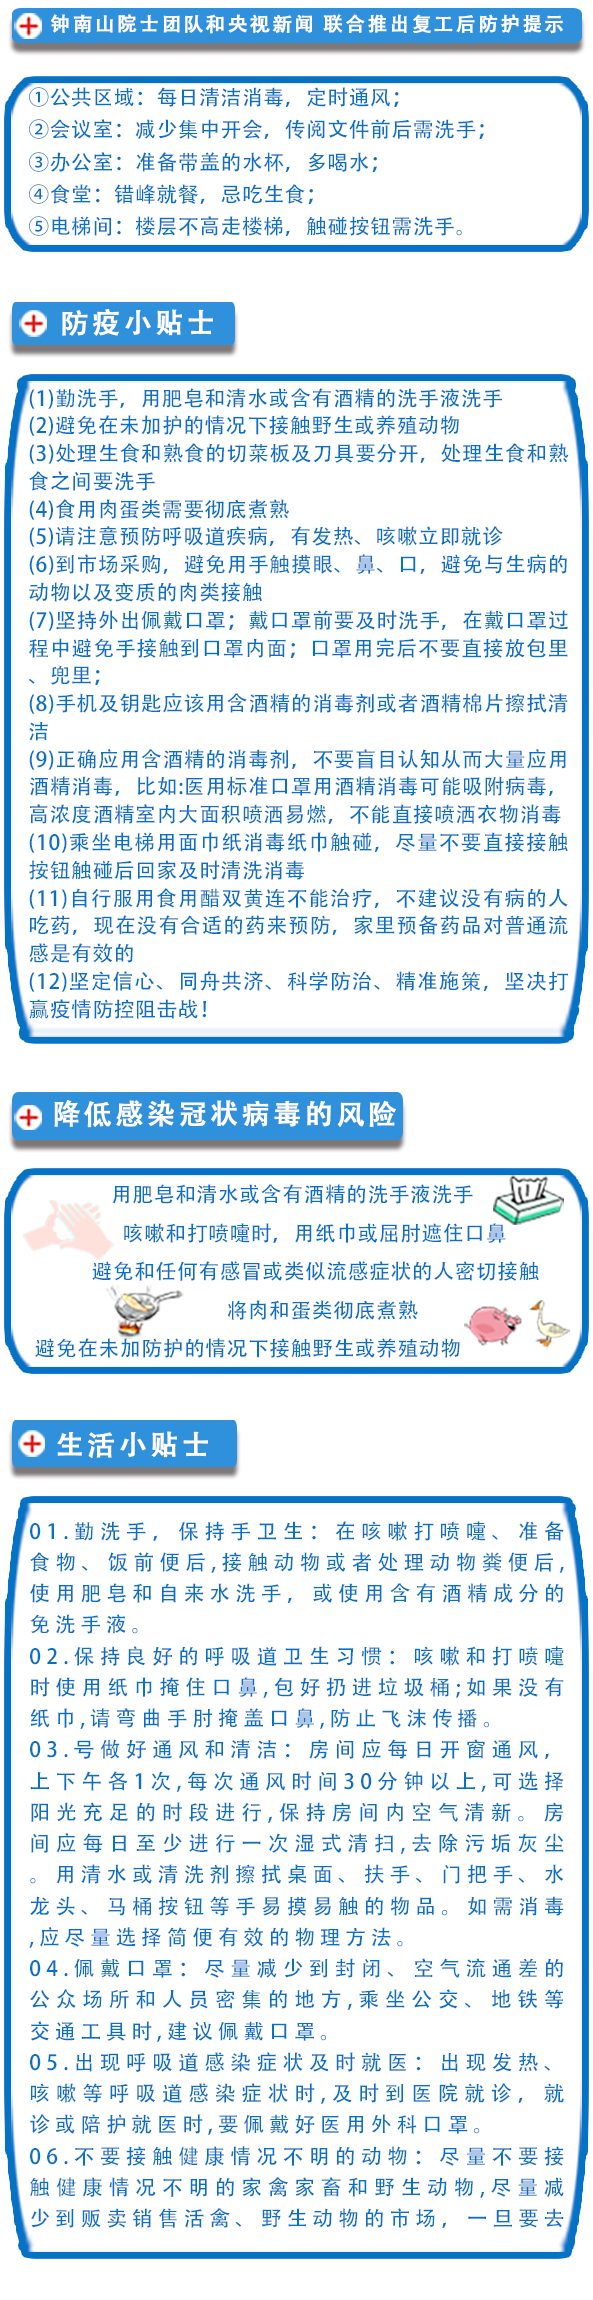 钟南山院士团队和央视新闻 联合推出复工后防护提示
①公共区域：每日清洁消毒，定时通风；
②会议室：减少集中开会，传阅文件前后需洗手；
③办公室：准备带盖的水杯，多喝水；
④食堂：错峰就餐，忌吃生食；
⑤电梯间：楼层不高走楼梯，触碰按钮需洗手。
防疫小贴士
(1)勤洗手，用肥皂和清水或含有酒精的洗手液洗手
(2)避免在未加护的情况下接触野生或养殖动物
(3)处理生食和熟食的切菜板及刀具要分开，处理生食和熟
食之间要洗手
(4)食用肉蛋类需要彻底煮熟
(5)请注意预防呼吸道疾病，有发热、咳嗽立即就诊
(6)到市场采购，避免用手触摸眼、鼻、口，避免与生病的
动物以及变质的肉类接触
(7)坚持外出佩戴口罩；戴口罩前要及时洗手，在戴口罩过
程中避免手接触到口罩内面；口罩用完后不要直接放包里
、兜里；
(8)手机及钥匙应该用含酒精的消毒剂或者酒精棉片擦拭清
洁
(9)正确应用含酒精的消毒剂，不要盲目认知从而大量应用
酒精消毒，比如:医用标准口罩用酒精消毒可能吸附病毒，
高浓度酒精室内大面积喷洒易燃，不能直接喷洒衣物消毒
(10)乘坐电梯用面巾纸消毒纸巾触碰，尽量不要直接接触
按钮触碰后回家及时清洗消毒
(11)自行服用食用醋双黄连不能治疗，不建议没有病的人
吃药，现在没有合适的药来预防，家里预备药品对普通流
感是有效的
(12)坚定信心、同舟共济、科学防治、精准施策，坚决打
赢疫情防控阻击战！
降低感染冠状病毒的风险
用肥皂和清水或含有酒精的洗手液洗手
咳嗽和打喷嚏时，用纸巾或屈肘遮住口鼻
避免和任何有感冒或类似流感症状的人密切接触
将肉和蛋类彻底煮熟
避免在未加防护的情况下接触野生或养殖动物
生活小贴士
01.勤洗手，保持手卫生：在咳嗽打喷嚏、准备
食物、饭前便后,接触动物或者处理动物粪便后,
使用肥皂和自来水洗手，或使用含有酒精成分的
免洗手液。
02.保持良好的呼吸道卫生习惯：咳嗽和打喷嚏
时使用纸巾掩住口鼻,包好扔进垃圾桶;如果没有
纸巾,请弯曲手肘掩盖口鼻,防止飞沫传播。
03.号做好通风和清洁：房间应每日开窗通风，
上下午各1次,每次通风时间30分钟以上,可选择
阳光充足的时段进行,保持房间内空气清新。房
间应每日至少进行一次湿式清扫,去除污垢灰尘
。用清水或清洗剂擦拭桌面、扶手、门把手、水
龙头、马桶按钮等手易摸易触的物品。如需消毒
,应尽量选择简便有效的物理方法。
04.佩戴口罩：尽量减少到封闭、空气流通差的
公众场所和人员密集的地方,乘坐公交、地铁等
交通工具时,建议佩戴口罩。
05.出现呼吸道感染症状及时就医：出现发热、
咳嗽等呼吸道感染症状时,及时到医院就诊，就
诊或陪护就医时,要佩戴好医用外科口罩。
06.不要接触健康情况不明的动物：尽量不要接
触健康情况不明的家禽家畜和野生动物,尽量减
少到贩卖销售活禽、野生动物的市场，一旦要去